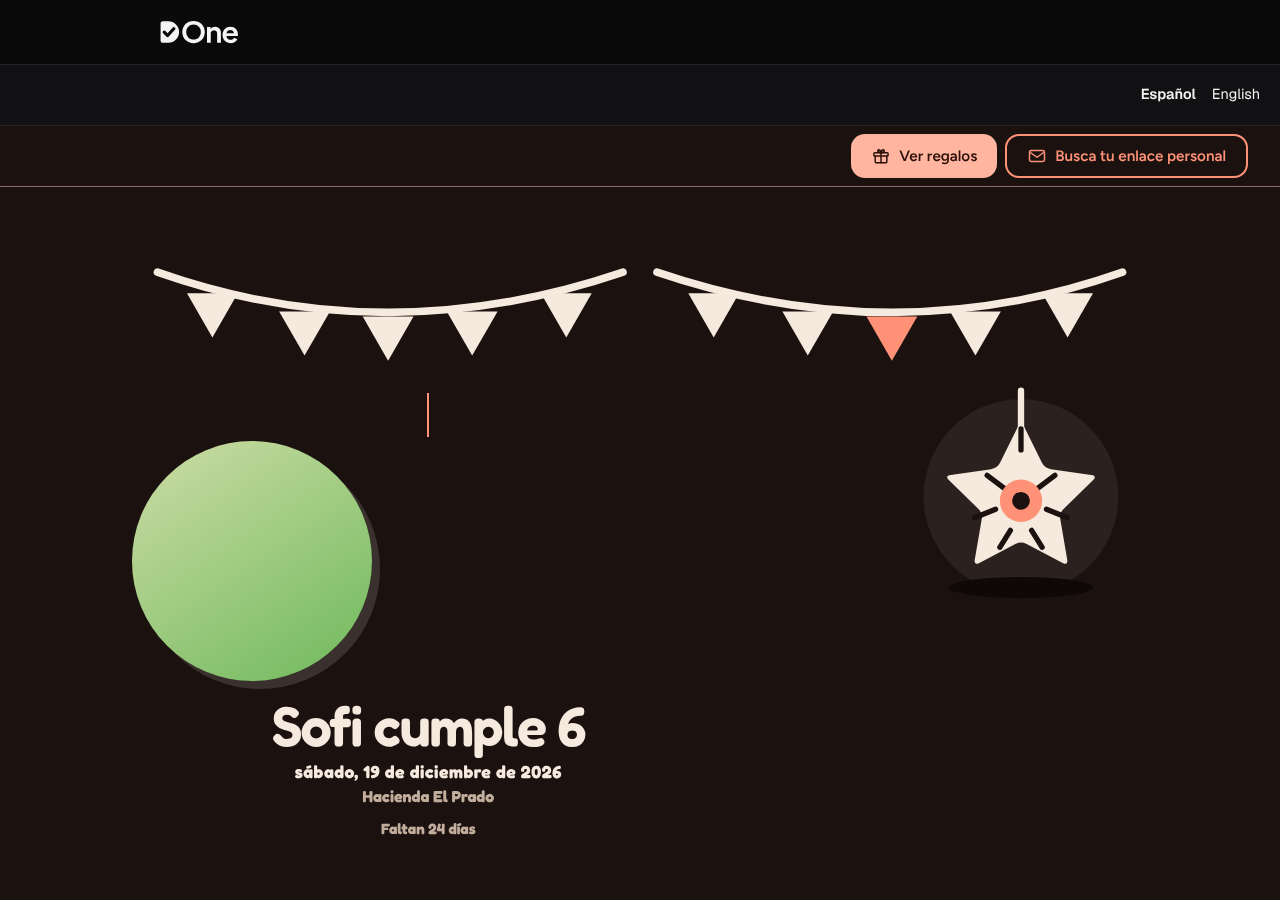 One
Español English
Ver regalos Busca tu enlace personal
Sofi cumple 6
sábado, 19 de diciembre de 2026
Hacienda El Prado
Faltan 24 días